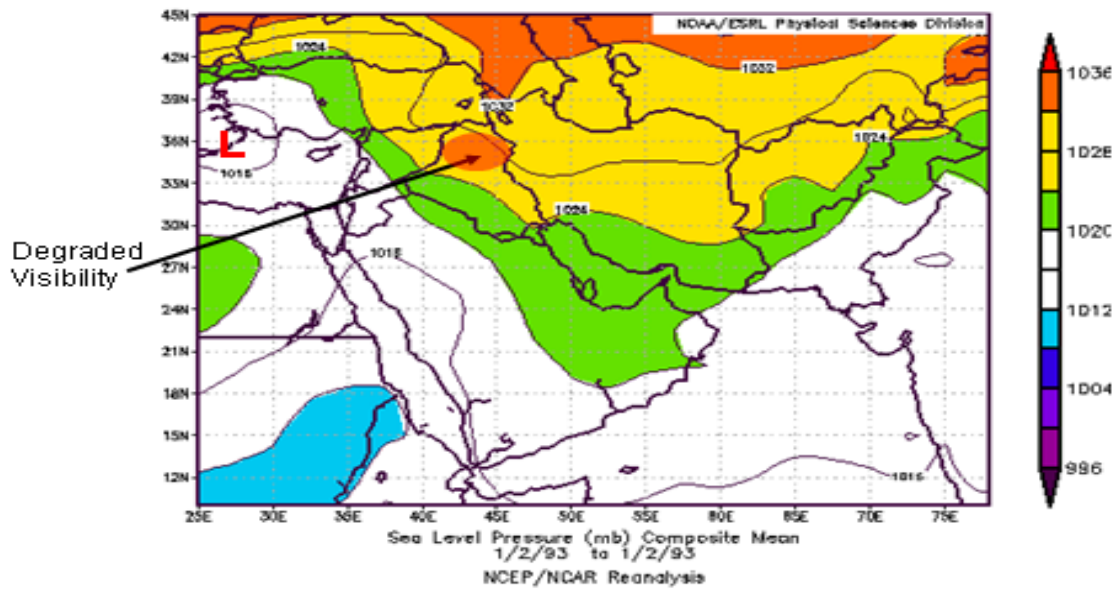 NOAA/ESRL Physical Sciences Division
45N
42N
39N
36N
33N
30N
27N
24N
21N
18N
15N
12N
1024
1032
1032
1024
L
1016
1024
1016
1016
Degraded
Visibility
25E 30E 35E 40E 45E 50E 55E 60E 65E 70E 75E
1036
1028
1020
1012
1004
996
Sea Level Pressure (mb) Composite Mean
1/2/93 to 1/2/93
NCEP/NCAR Reanalysis